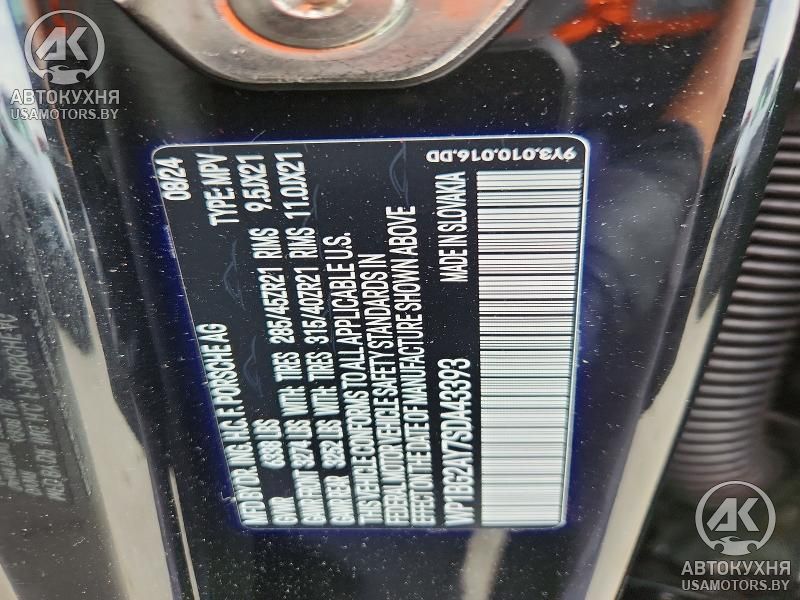 АК
АВТОКУХНЯ
USAMOTORS.BY
MFD BY DR. ING. H.C. F. PORSCHE AG 08/24
GVWR 6338 LBS TYPE: MPV
GAWR FRONT 3274 LBS WITH: TIRES 285/45ZR21 RIMS 9.5JX21
GAWR REAR 3852 LBS WITH: TIRES 315/40ZR21 RIMS 11.0JX21
THIS VEHICLE CONFORMS TO ALL APPLICABLE U.S.
FEDERAL MOTOR VEHICLE SAFETY STANDARDS IN
EFFECT ON THE DATE OF MANUFACTURE SHOWN ABOVE
WP1BG2AY7SDA43393 MADE IN SLOVAKIA
9Y3.010.016.DD
АК
АВТОКУХНЯ
USAMOTORS.BY